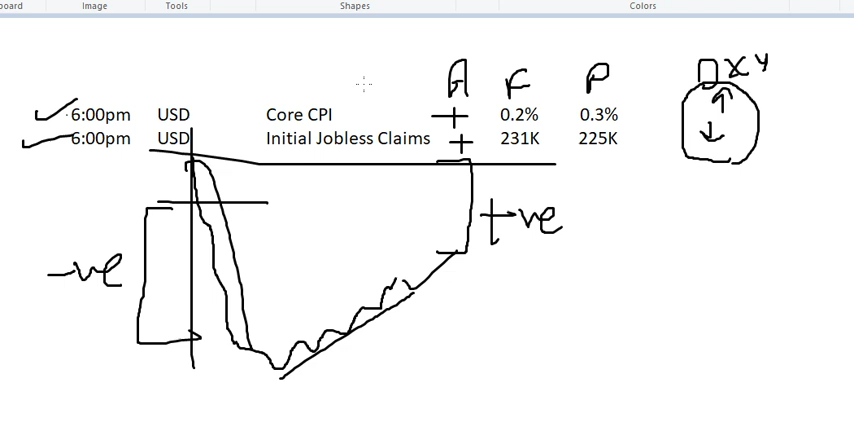 board Image Tools Shapes Colors
A F P DXY
6:00pm USD Core CPI + 0.2% 0.3%
6:00pm USD Initial Jobless Claims + 231K 225K
+ve
-ve